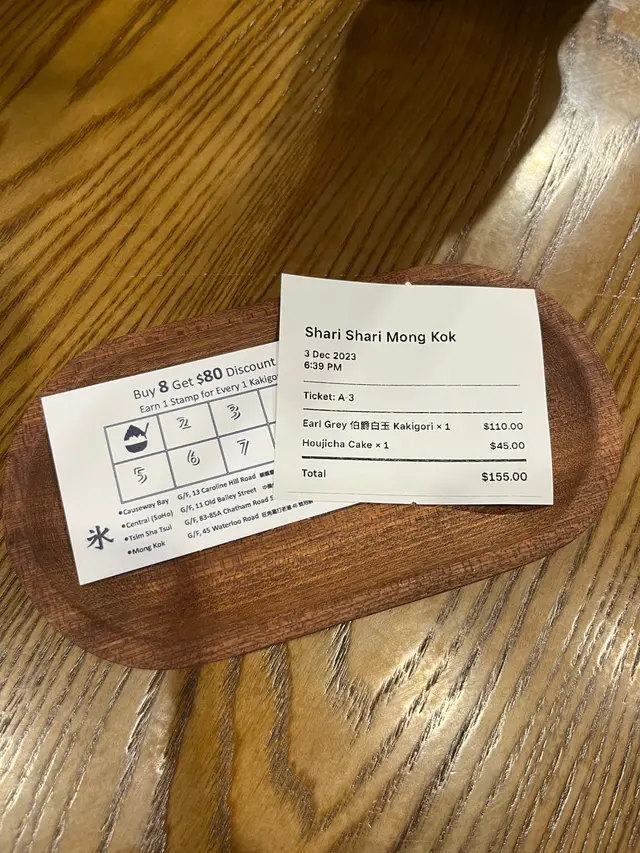 Buy 8 Get $80 Discount
Earn 1 Stamp for Every 1 Kakigo
2 3
5 6 7
氷
•Causeway Bay G/F, 13 Caroline Hill Road
•Central (SoHo) G/F, 11 Old Bailey Street
•Tsim Sha Tsui G/F, 83-85A Chatham Road S
•Mong Kok G/F, 45 Waterloo Road
Shari Shari Mong Kok
3 Dec 2023
6:39 PM
Ticket: A-3
Earl Grey 伯爵白玉 Kakigori × 1 $110.00
Houjicha Cake × 1 $45.00
Total $155.00